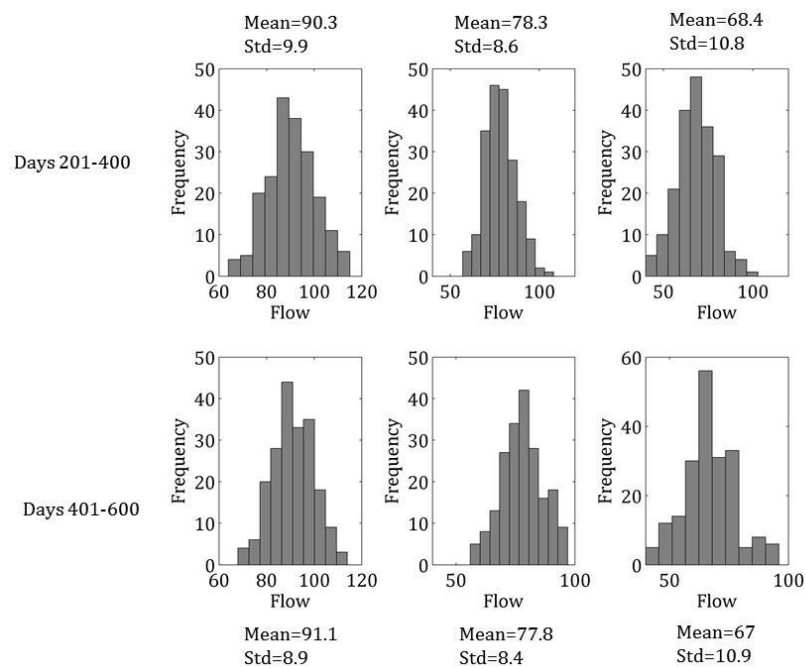 Mean=90.3
Std=9.9
Mean=78.3
Std=8.6
Mean=68.4
Std=10.8
Days 201-400
Frequency
50
40
30
20
10
0
60 80 100 120
Flow
Frequency
50
40
30
20
10
0
50 100
Flow
Frequency
50
40
30
20
10
0
50 100
Flow
Days 401-600
Frequency
50
40
30
20
10
0
60 80 100 120
Flow
Frequency
50
40
30
20
10
0
50 100
Flow
Frequency
60
40
20
0
50 100
Flow
Mean=91.1
Std=8.9
Mean=77.8
Std=8.4
Mean=67
Std=10.9